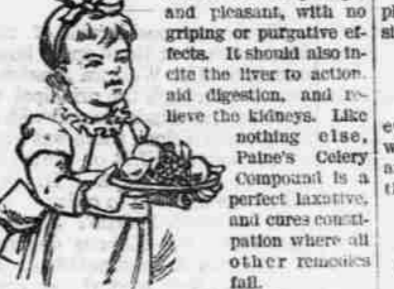 and pleasant, with no
griping or purgative ef-
fects. It should also in-
cite the liver to action,
aid digestion, and re-
lieve the kidneys. Like
nothing else,
Paine's Celery
Compound is a
perfect laxative,
and cures consti-
pation where all
other remedies
fail.